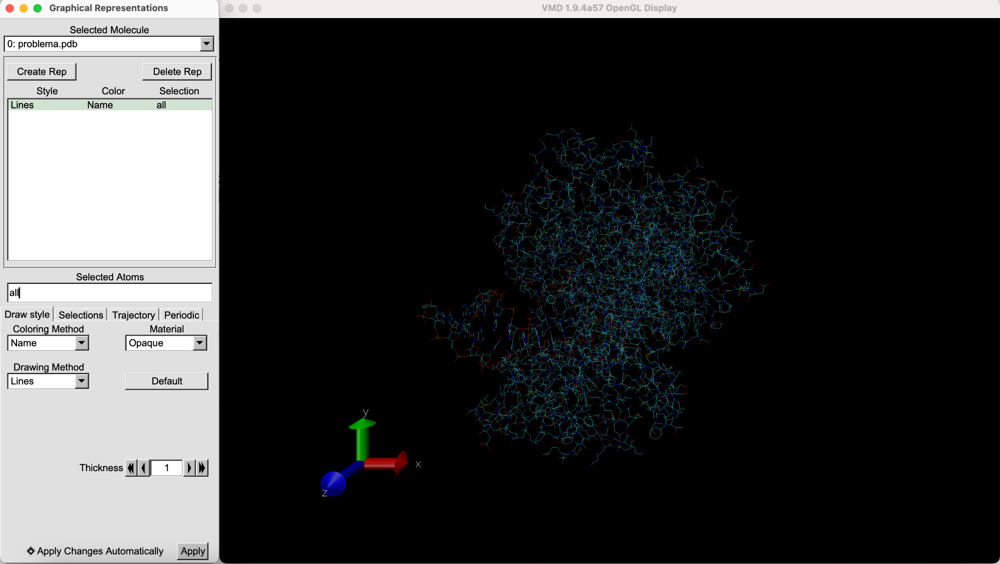 Graphical Representations
VMD 1.9.4a57 OpenGL Display
Selected Molecule
0: problema.pdb
Create Rep
Delete Rep
Style Color Selection
Lines Name all
Selected Atoms
all
Draw style Selections Trajectory Periodic
Coloring Method Material
Name Opaque
Drawing Method
Lines Default
Thickness 1
Apply Changes Automatically Apply
y
x
z